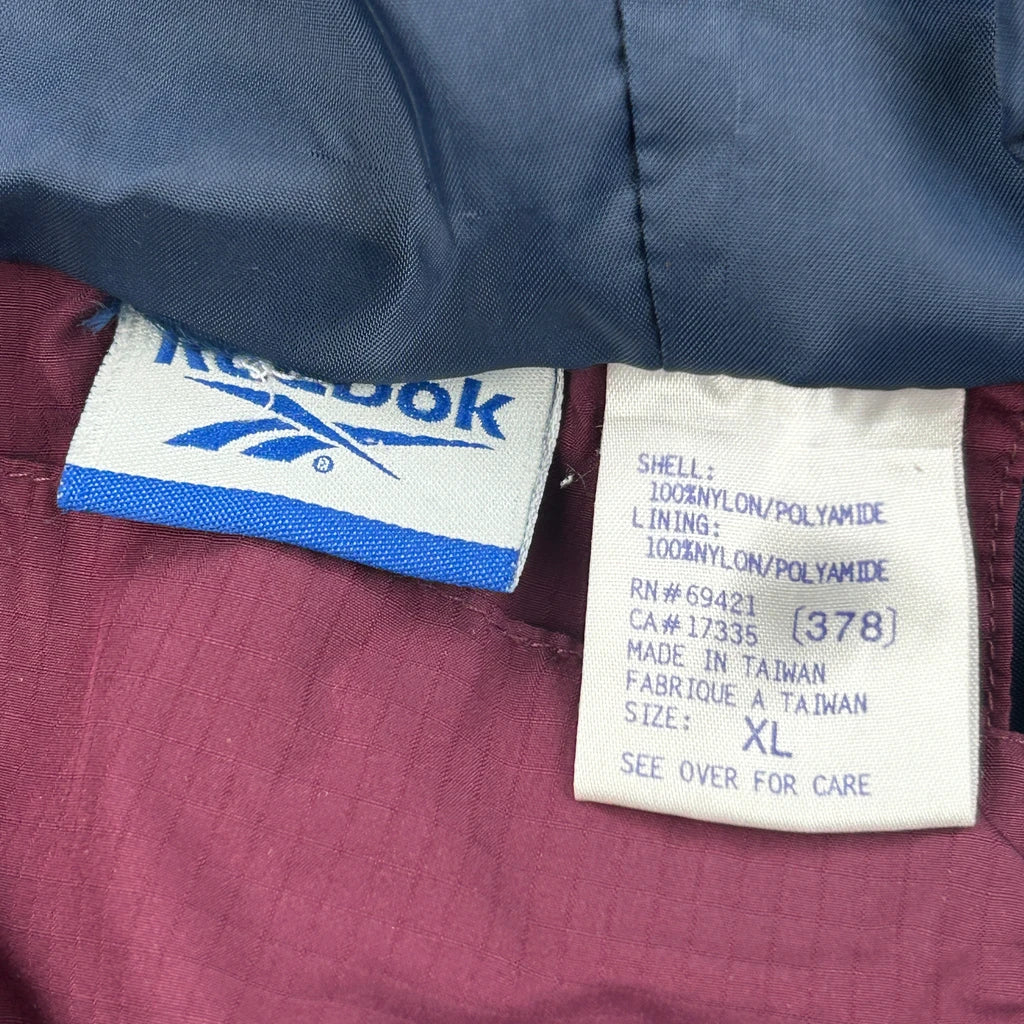 Reebok
®
SHELL:
100%NYLON/POLYAMIDE
LINING:
100%NYLON/POLYAMIDE
RN#69421
CA#17335 (378)
MADE IN TAIWAN
FABRIQUE A TAIWAN
SIZE: XL
SEE OVER FOR CARE